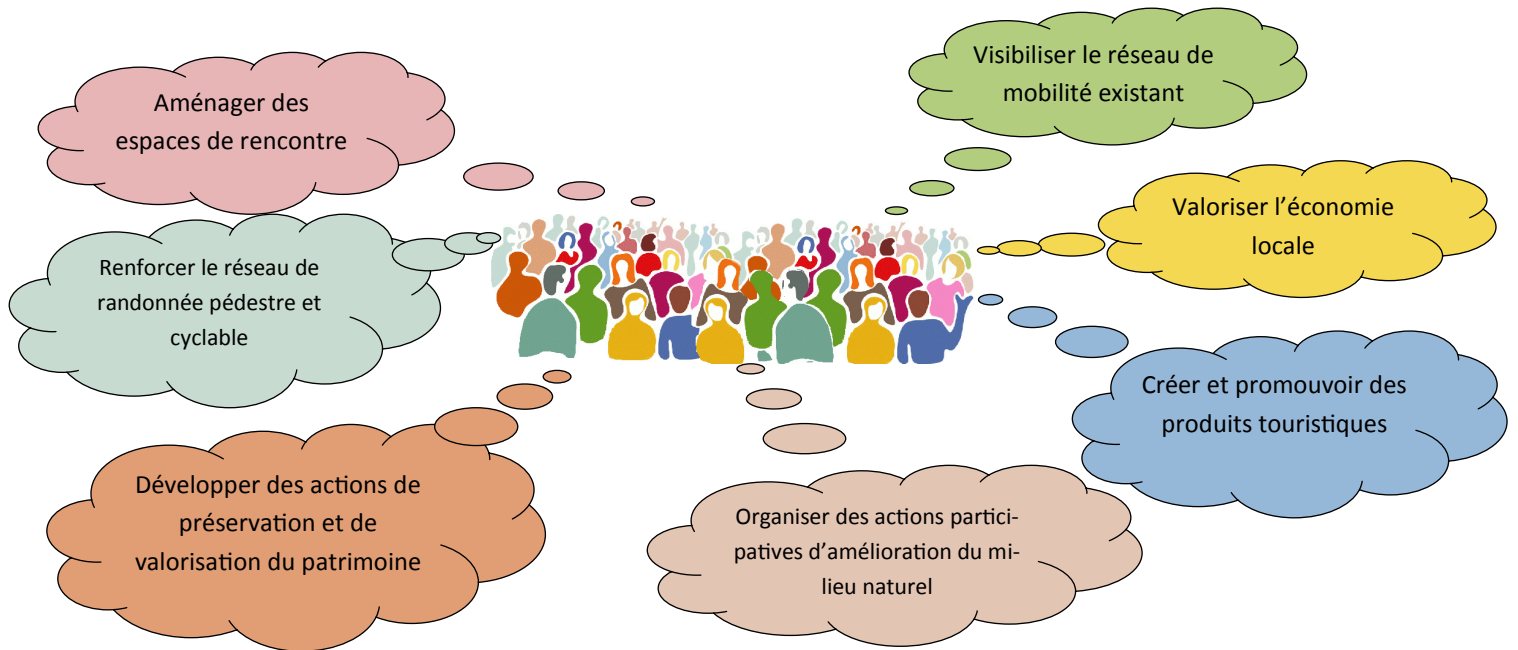 Aménager des
espaces de rencontre
Visibiliser le réseau de
mobilité existant
Valoriser l’économie
locale
Renforcer le réseau de
randonnée pédestre et
cyclable
Créer et promouvoir des
produits touristiques
Développer des actions de
préservation et de
valorisation du patrimoine
Organiser des actions partici-
patives d’amélioration du mi-
lieu naturel